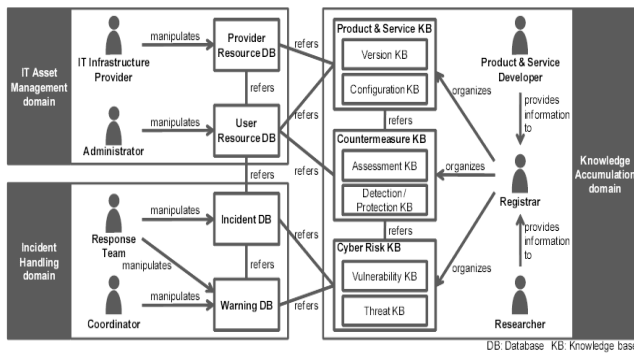 IT Asset
Management
domain
IT Infrastructure
Provider
manipulates
Provider
Resource DB
refers
refers
Administrator
manipulates
User
Resource DB
refers
refers
Incident
Handling
domain
Response
Team
manipulates
Incident DB
refers
manipulates
refers
Coordinator
manipulates
Warning DB
refers
Product & Service KB
Version KB
Configuration KB
refers
Countermeasure KB
Assessment KB
Detection /
Protection KB
refers
Cyber Risk KB
Vulnerability KB
Threat KB
organizes
organizes
organizes
Product & Service
Developer
provides
information
to
Registrar
provides
information
to
Researcher
Knowledge
Accumulation
domain
DB: Database KB: Knowledge base